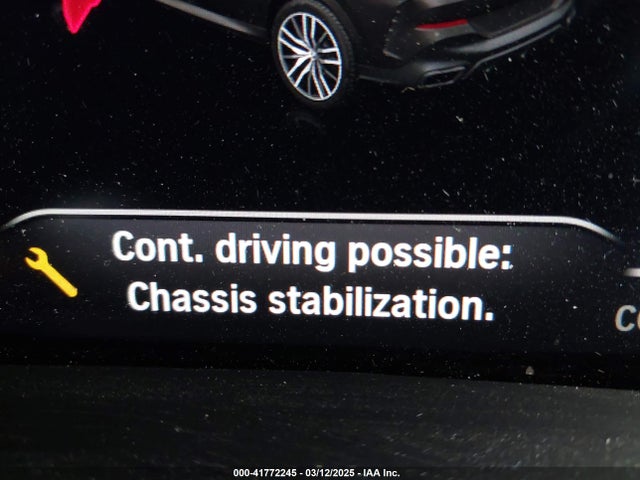 Cont. driving possible:
Chassis stabilization.
000-41772245 - 03/12/2025 - IAA Inc.